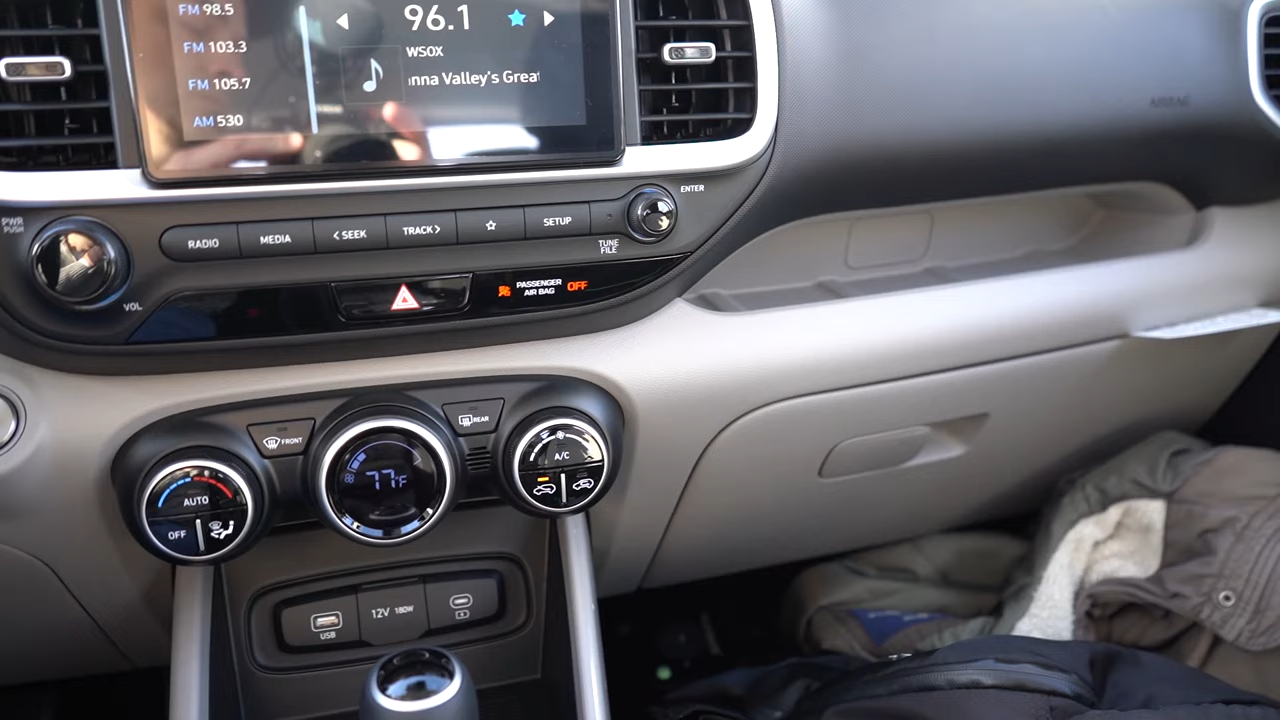 FM 98.5
FM 103.3
FM 105.7
AM 530
96.1
WSOX
nna Valley's Grea
AIRBAG
PWR
PUSH
VOL
RADIO
MEDIA
< SEEK
TRACK >
SETUP
ENTER
TUNE
FILE
PASSENGER
AIR BAG
OFF
FRONT
REAR
AUTO
OFF
77°F
A/C
USB
12V 180W